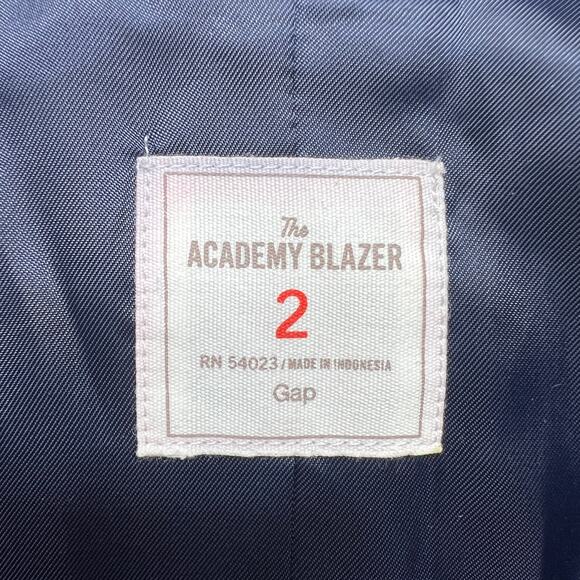 The
ACADEMY BLAZER
2
RN 54023 / MADE IN INDONESIA
Gap